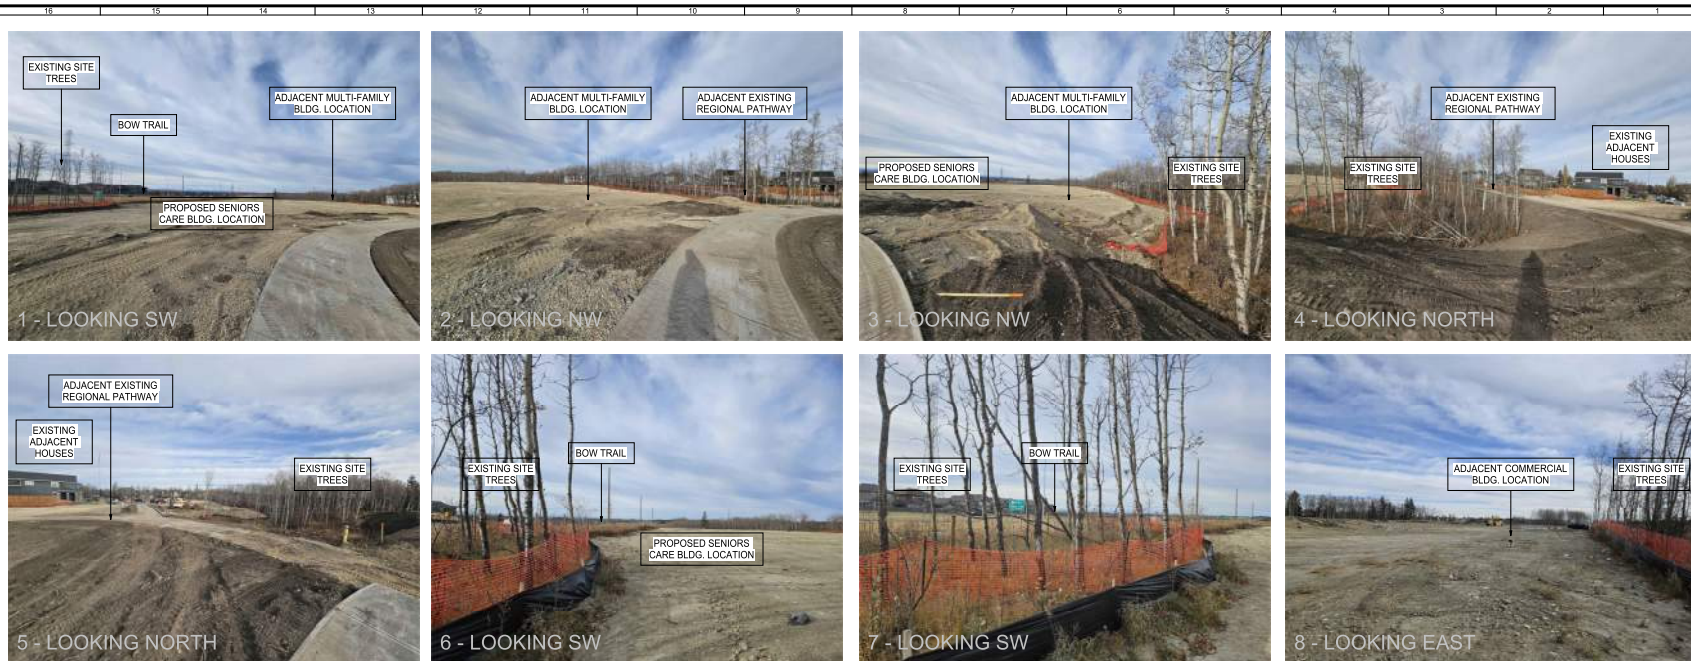 16 15 14 13 12 11 10 9 8 7 6 5 4 3 2 1
EXISTING SITE
TREES
BOW TRAIL
ADJACENT MULTI-FAMILY
BLDG. LOCATION
PROPOSED SENIORS
CARE BLDG. LOCATION
1 - LOOKING SW
ADJACENT MULTI-FAMILY
BLDG. LOCATION
ADJACENT EXISTING
REGIONAL PATHWAY
2 - LOOKING NW
ADJACENT MULTI-FAMILY
BLDG. LOCATION
PROPOSED SENIORS
CARE BLDG. LOCATION
EXISTING SITE
TREES
3 - LOOKING NW
ADJACENT EXISTING
REGIONAL PATHWAY
EXISTING
ADJACENT
HOUSES
EXISTING SITE
TREES
4 - LOOKING NORTH
ADJACENT EXISTING
REGIONAL PATHWAY
EXISTING
ADJACENT
HOUSES
EXISTING SITE
TREES
5 - LOOKING NORTH
BOW TRAIL
EXISTING SITE
TREES
PROPOSED SENIORS
CARE BLDG. LOCATION
6 - LOOKING SW
BOW TRAIL
EXISTING SITE
TREES
7 - LOOKING SW
ADJACENT COMMERCIAL
BLDG. LOCATION
EXISTING SITE
TREES
8 - LOOKING EAST